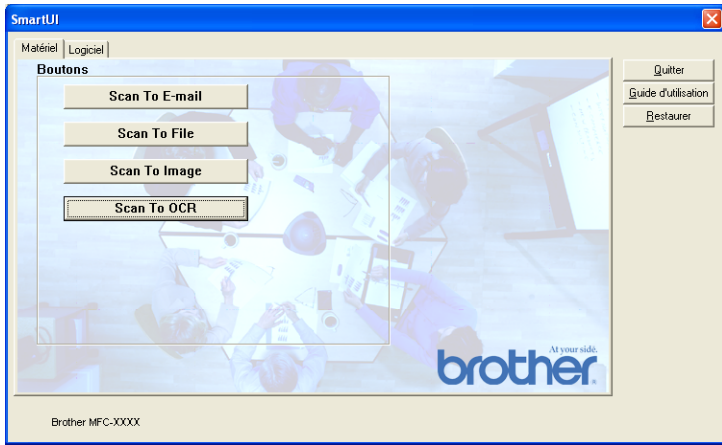 SmartUI
Matériel
Logiciel
Boutons
Scan To E-mail
Scan To File
Scan To Image
Scan To OCR
Quitter
Guide d'utilisation
Restaurer
At your side.
brother
Brother MFC-XXXX